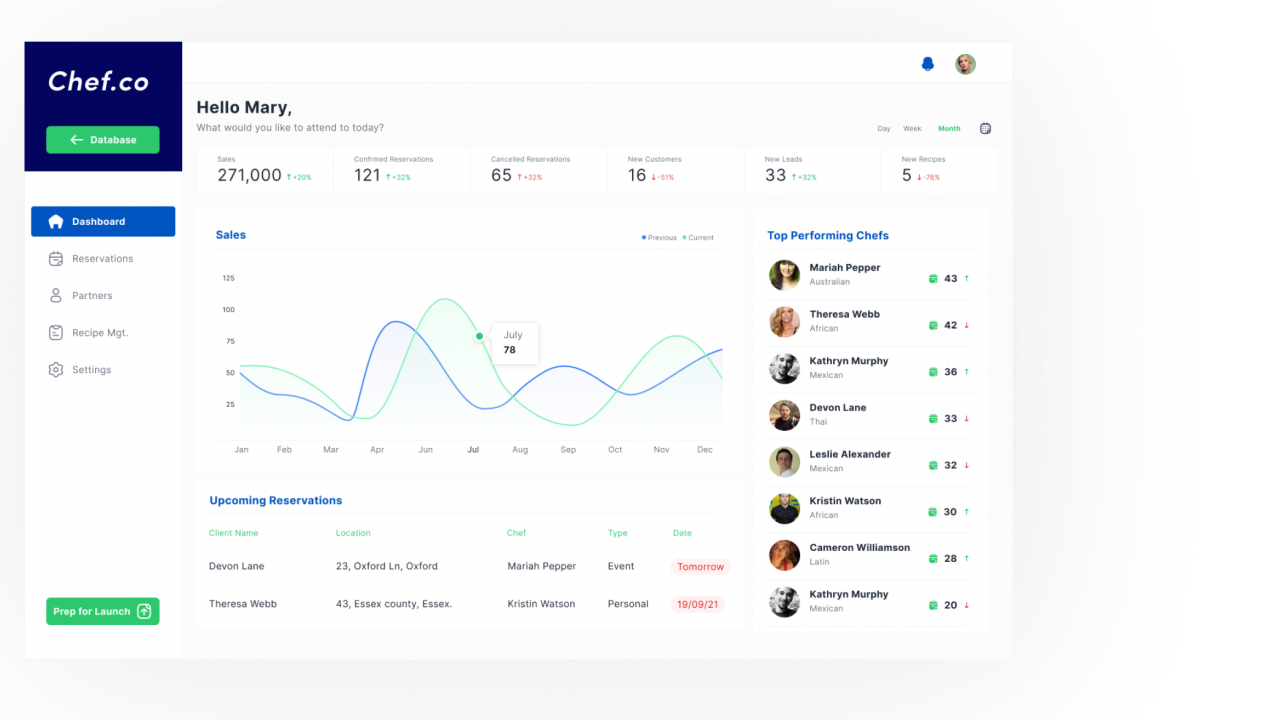 Chef.co
Database
Dashboard
Reservations
Partners
Recipe Mgt.
Settings
Prep for Launch
Hello Mary,
What would you like to attend to today?
Day Week Month
Sales
271,000 ↑ +20%
Confrmed Reservations
121 ↑ +32%
Cancelled Reservations
65 ↑ +32%
New Customers
16 ↓ -51%
New Leads
33 ↑ +32%
New Recipes
5 ↓ -76%
Sales
Previous Current
125
100
75
50
25
July
78
Jan Feb Mar Apr Jun Jul Aug Sep Oct Nov Dec
Upcoming Reservations
Client Name Location Chef Type Date
Devon Lane 23, Oxford Ln, Oxford Mariah Pepper Event Tomorrow
Theresa Webb 43, Essex county, Essex. Kristin Watson Personal 19/09/21
Top Performing Chefs
Mariah Pepper
Australian
43 ↑
Theresa Webb
African
42 ↓
Kathryn Murphy
Mexican
36 ↑
Devon Lane
Thai
33 ↓
Leslie Alexander
Mexican
32 ↓
Kristin Watson
African
30 ↑
Cameron Williamson
Latin
28 ↑
Kathryn Murphy
Mexican
20 ↓